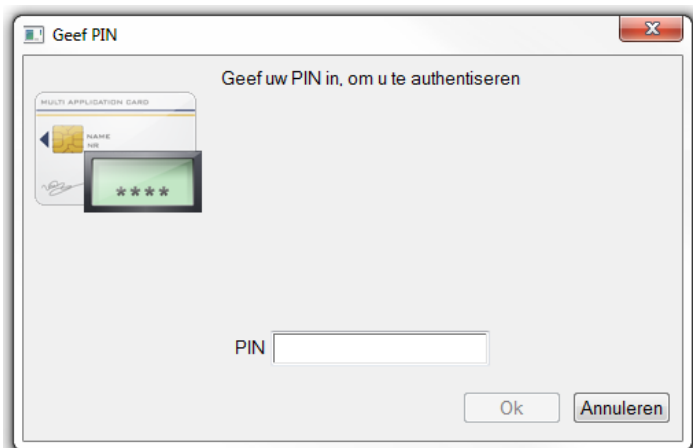 Geef PIN
Geef uw PIN in, om u te authentiseren
MULTI APPLICATION CARD
NAME
NR
****
PIN
Ok
Annuleren